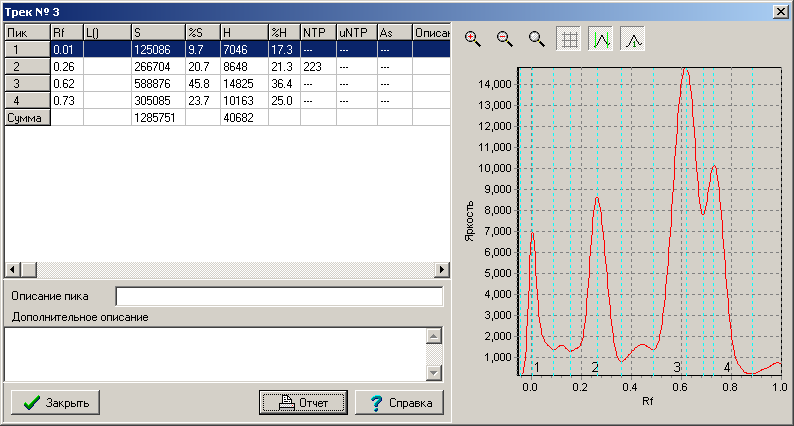 Трек № 3
Пик Rf L() S %S H %H NTP uNTP As Описан
1 0.01 125086 9.7 7046 17.3 --- --- ---
2 0.26 266704 20.7 8648 21.3 223 --- ---
3 0.62 588876 45.8 14825 36.4 --- --- ---
4 0.73 305085 23.7 10163 25.0 --- --- ---
Сумма 1285751 40682
Описание пика
Дополнительное описание
Закрыть Отчет Справка
14,000
13,000
12,000
11,000
10,000
9,000
8,000
7,000
6,000
5,000
4,000
3,000
2,000
1,000
Яркость
1 2 3 4
0.0 0.2 0.4 0.6 0.8 1.0
Rf